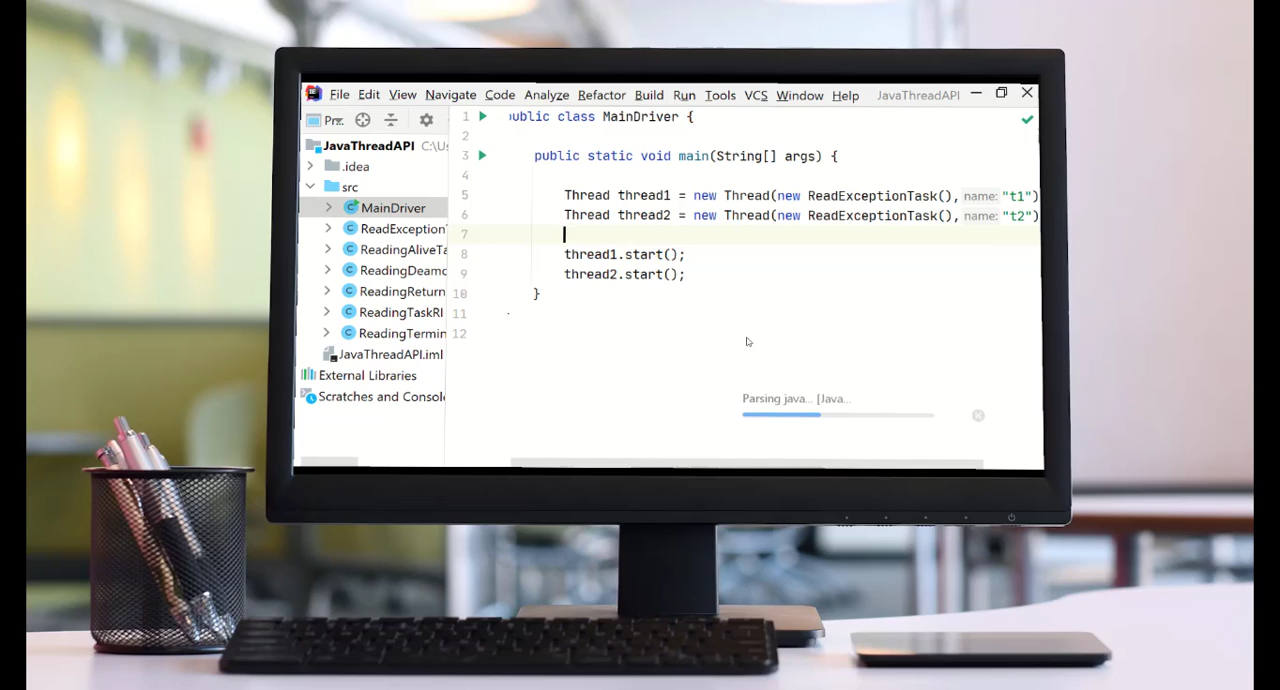 File Edit View Navigate Code Analyze Refactor Build Run Tools VCS Window Help JavaThreadAPI
Pr..
JavaThreadAPI C:\Us
.idea
src
MainDriver
ReadException
ReadingAliveTa
ReadingDeamo
ReadingReturn
ReadingTaskRI
ReadingTermin
JavaThreadAPI.iml
External Libraries
Scratches and Consol
1 public class MainDriver {
2
3 public static void main(String[] args) {
4
5 Thread thread1 = new Thread(new ReadExceptionTask(), name: "t1")
6 Thread thread2 = new Thread(new ReadExceptionTask(), name: "t2")
7
8 thread1.start();
9 thread2.start();
10 }
11
12
Parsing java... [Java...